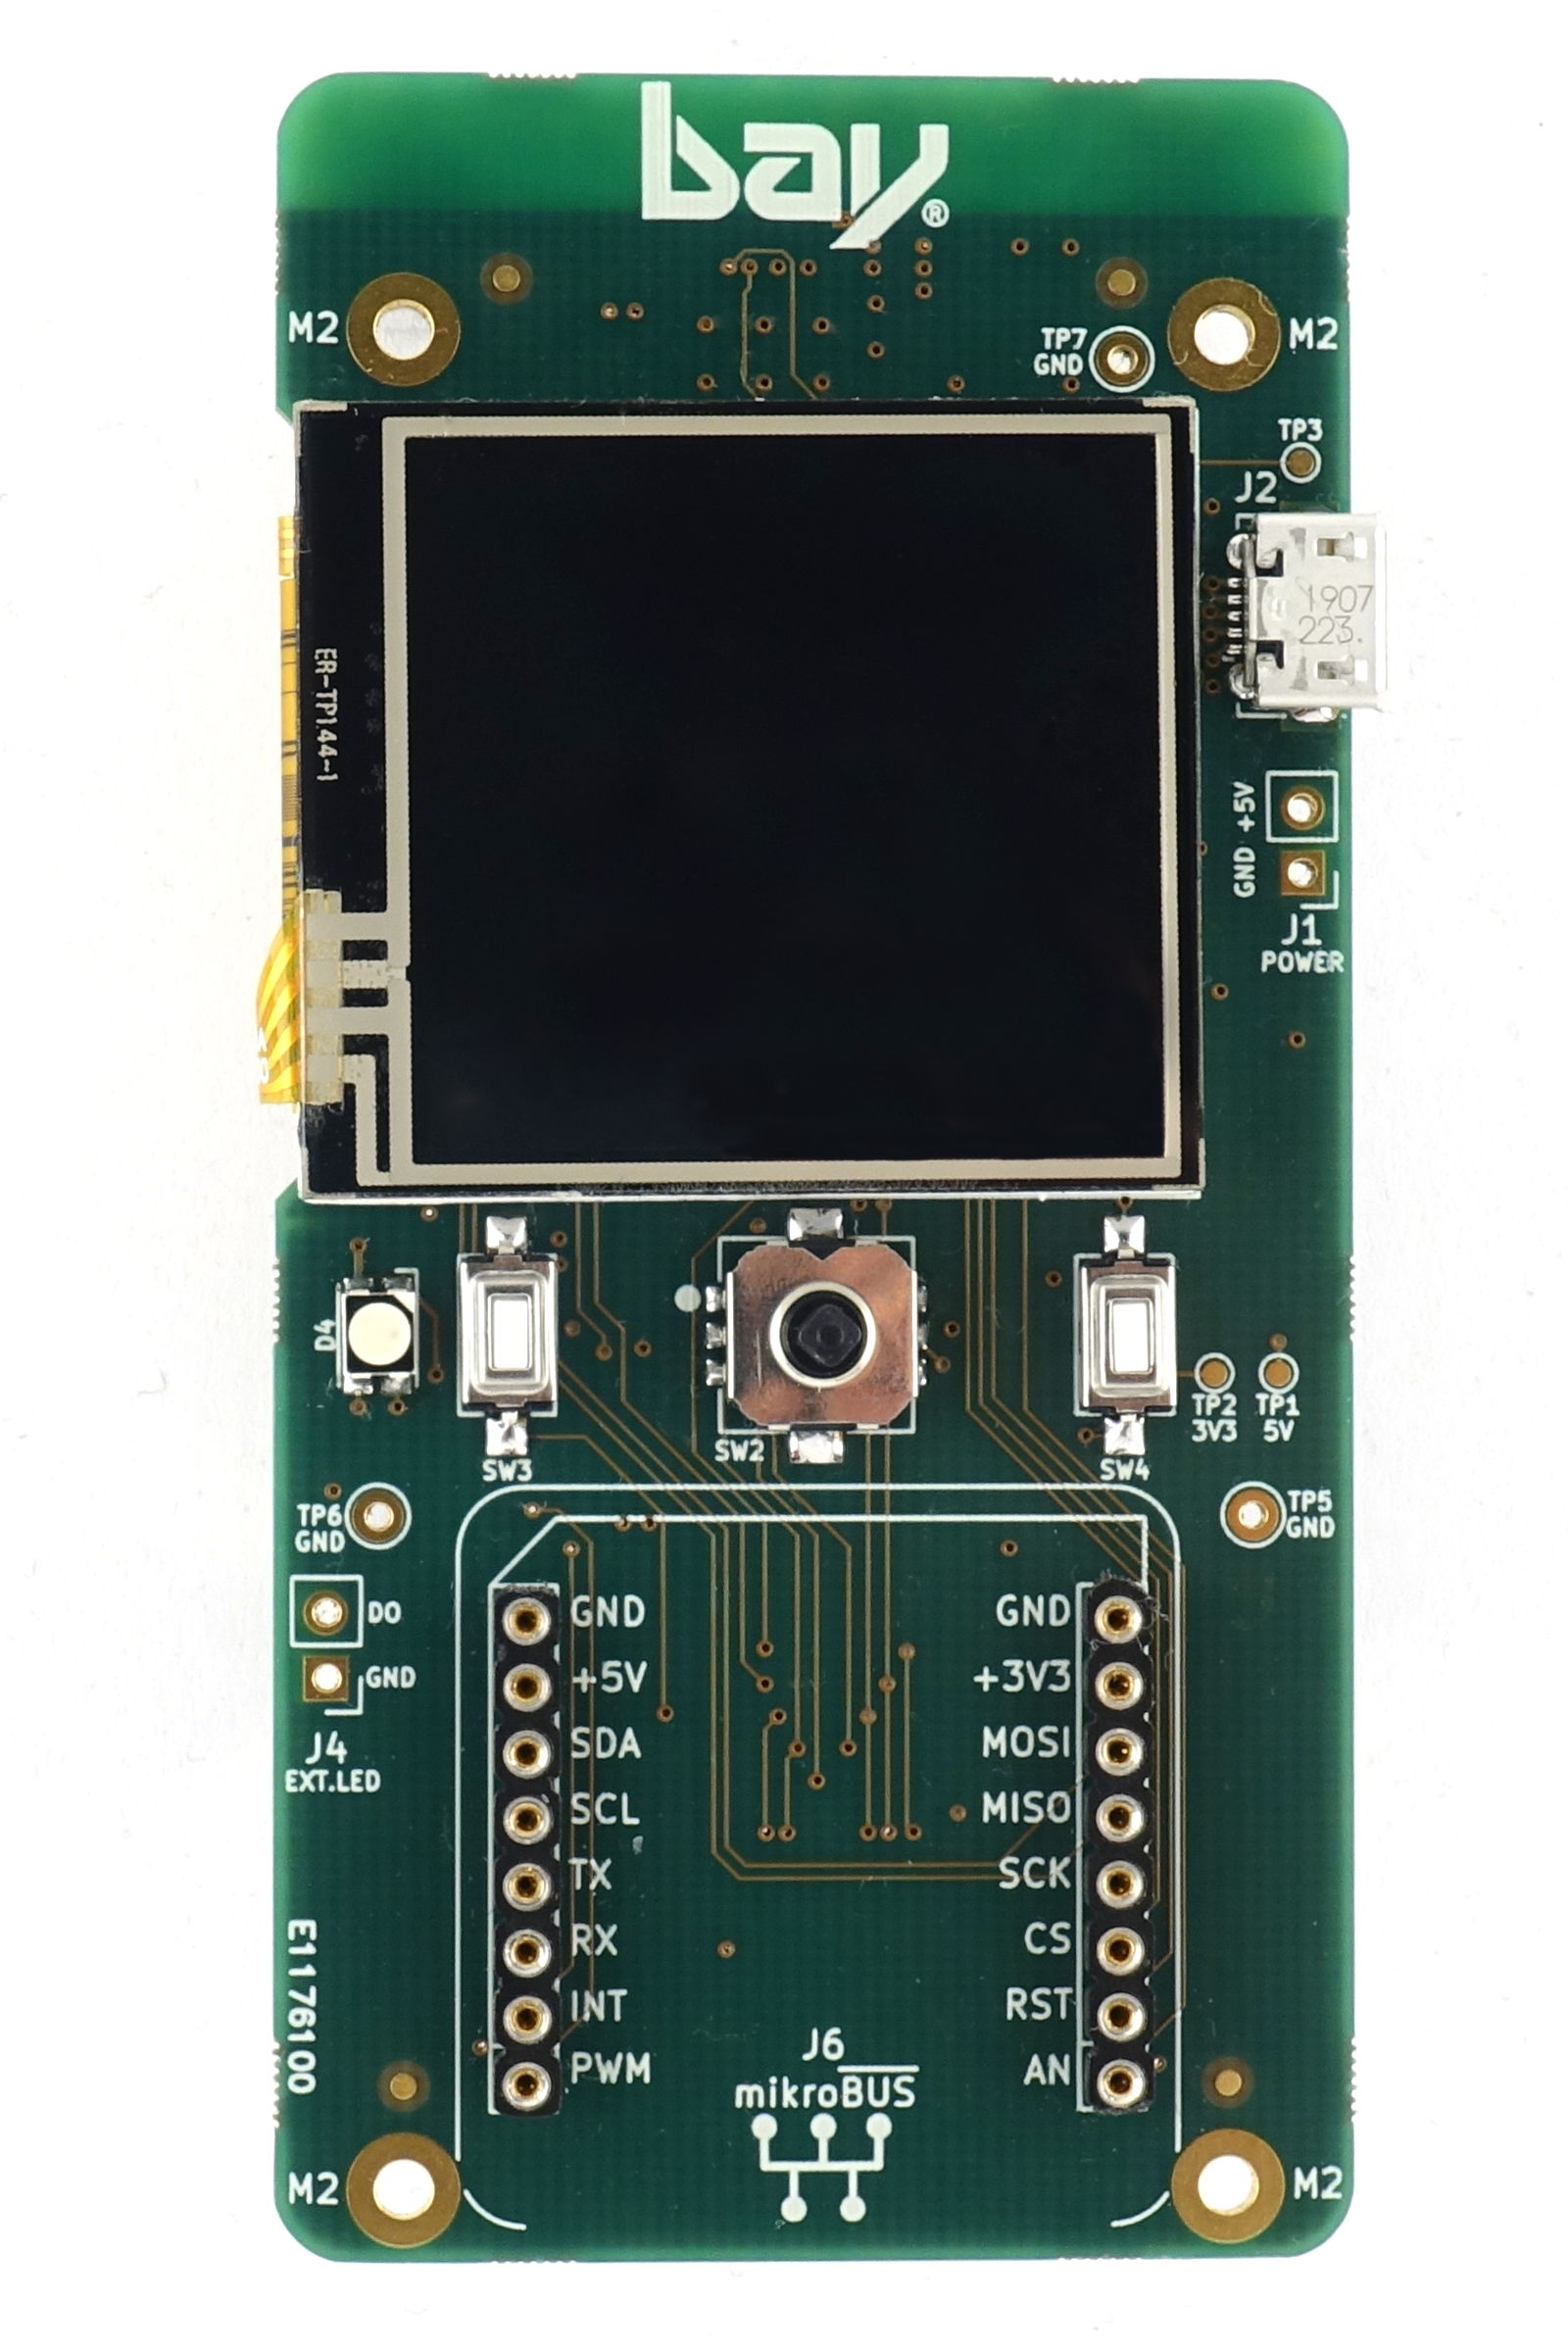 bay®
M2
M2
TP7
GND
TP3
J2
1907
223.
ER-TP1.44-1
GND +5V
J1
POWER
D4
SW3
SW2
SW4
TP2
3V3
TP1
5V
TP6
GND
TP5
GND
DO
GND
J4
EXT.LED
GND
+5V
SDA
SCL
TX
RX
INT
PWM
GND
+3V3
MOSI
MISO
SCK
CS
RST
AN
E1176100
J6
mikroBUS
M2
M2